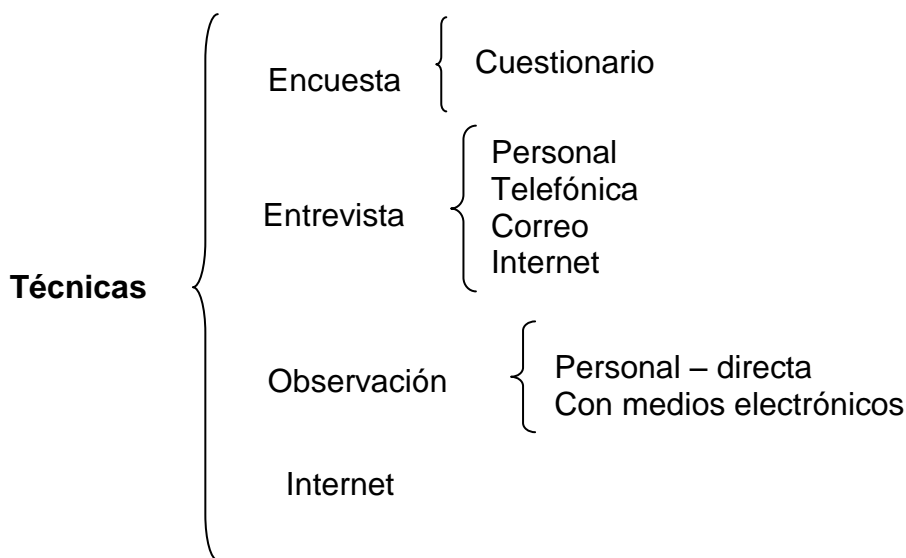 Encuesta
Cuestionario
Entrevista
Personal
Telefónica
Correo
Internet
Técnicas
Observación
Personal – directa
Con medios electrónicos
Internet